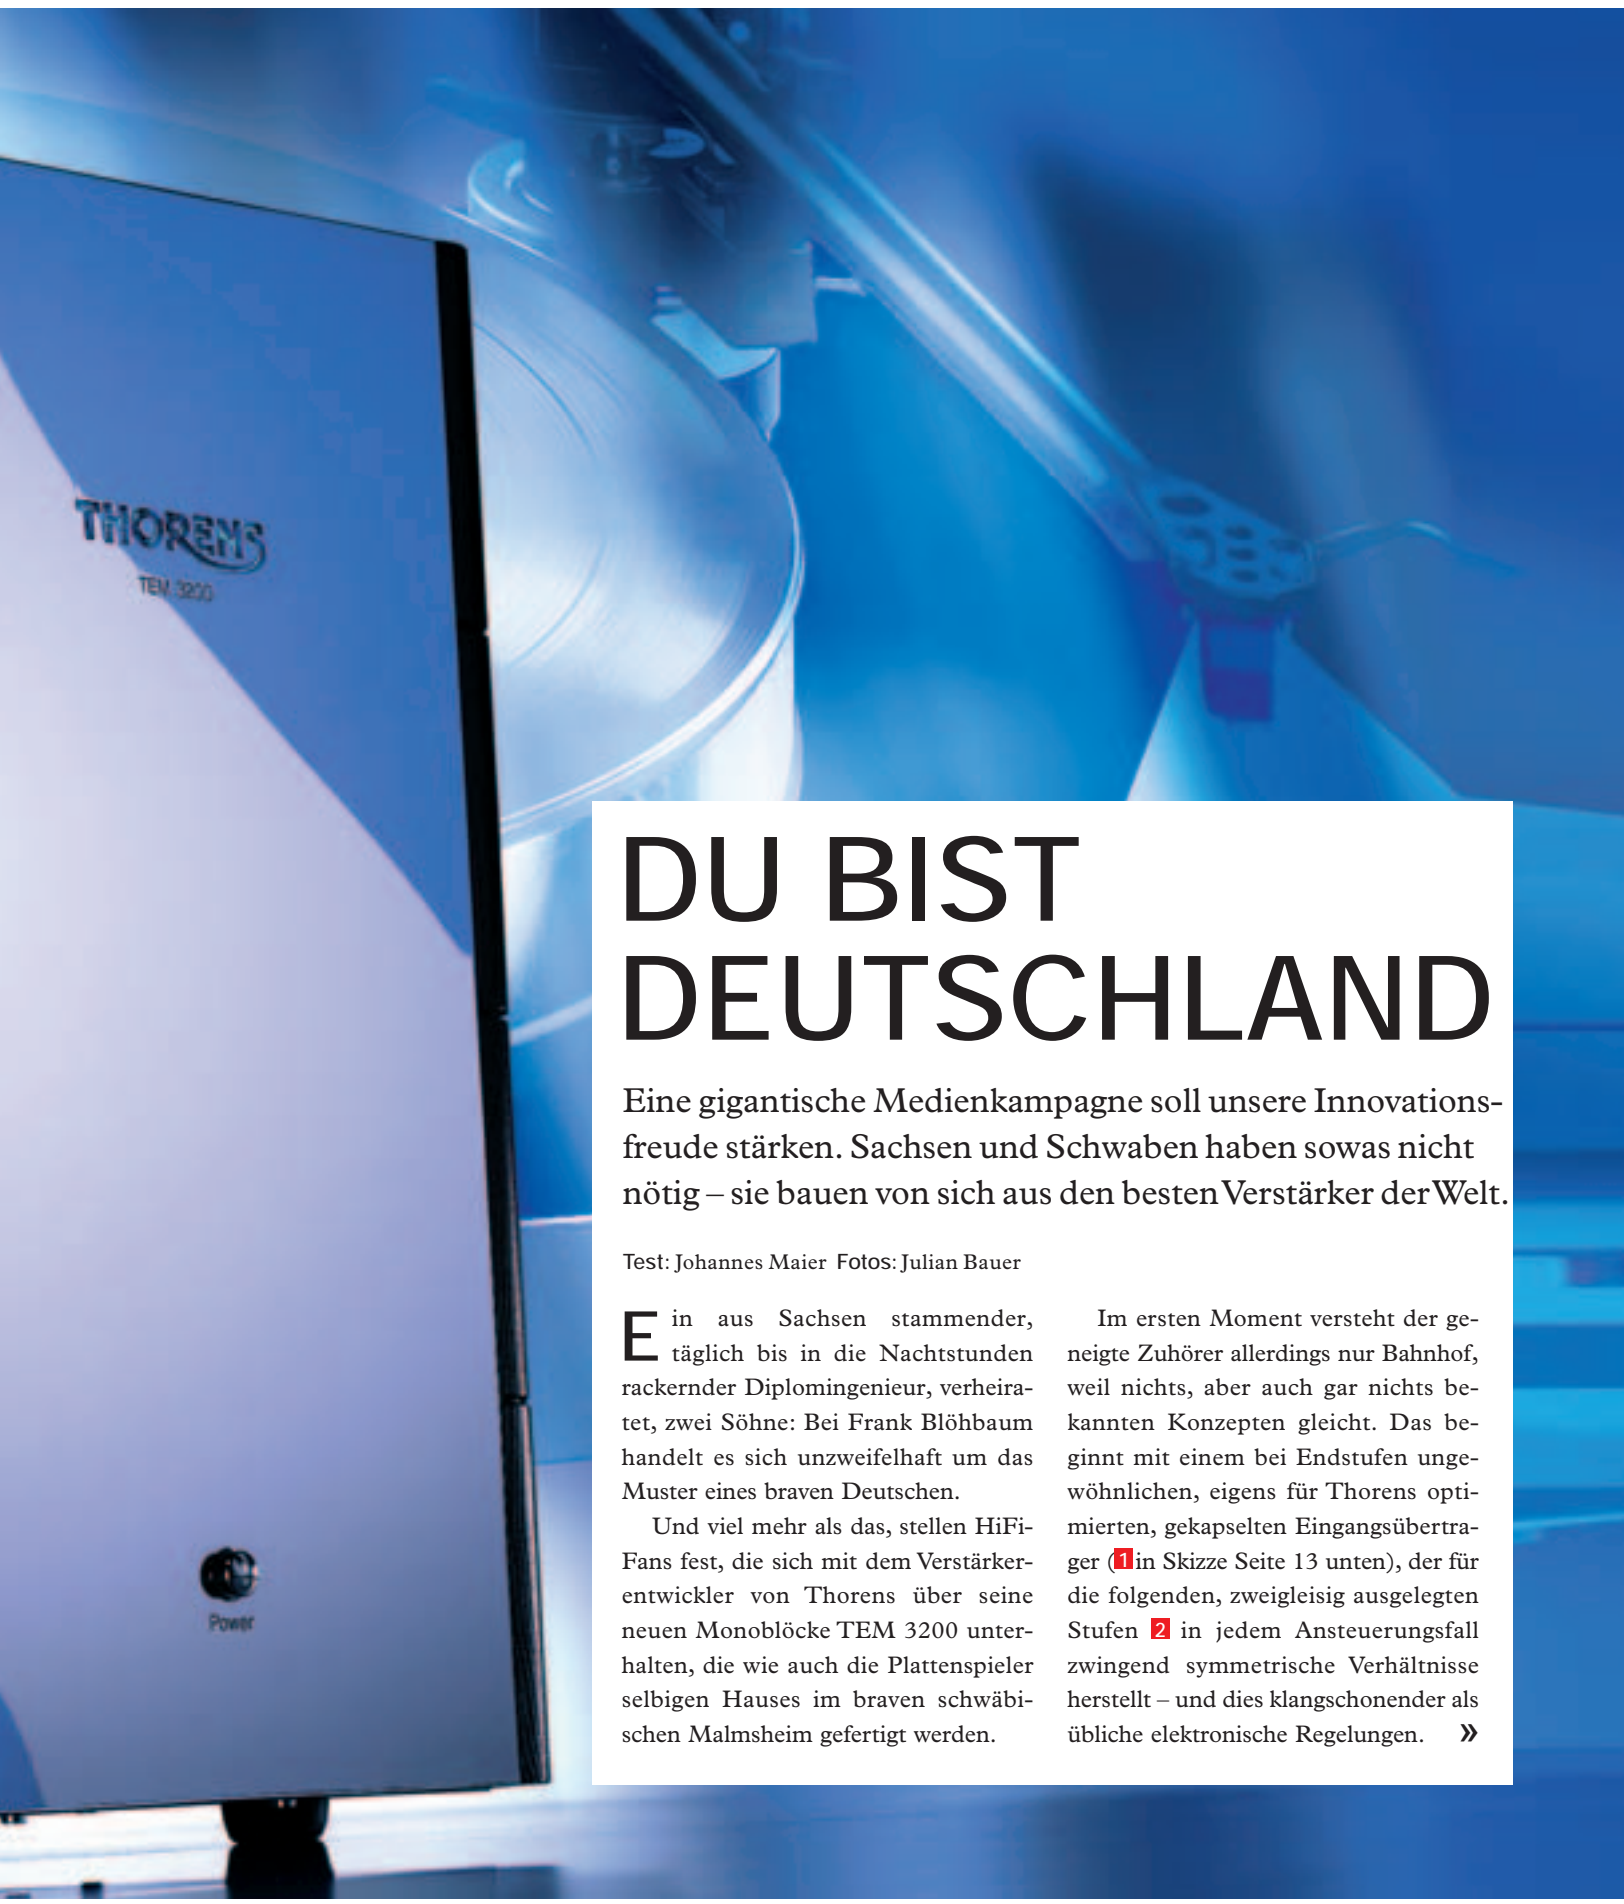 THORENS
TEM 3200
Power
DU BIST
DEUTSCHLAND
Eine gigantische Medienkampagne soll unsere Innovations-
freude stärken. Sachsen und Schwaben haben sowas nicht
nötig – sie bauen von sich aus den besten Verstärker der Welt.
Test: Johannes Maier Fotos: Julian Bauer
Ein aus Sachsen stammender,
täglich bis in die Nachtstunden
rackernder Diplomingenieur, verheira-
tet, zwei Söhne: Bei Frank Blöhbaum
handelt es sich unzweifelhaft um das
Muster eines braven Deutschen.
Und viel mehr als das, stellen HiFi-
Fans fest, die sich mit dem Verstärker-
entwickler von Thorens über seine
neuen Monoblöcke TEM 3200 unter-
halten, die wie auch die Plattenspieler
selbigen Hauses im braven schwäbi-
schen Malmsheim gefertigt werden.
Im ersten Moment versteht der ge-
neigte Zuhörer allerdings nur Bahnhof,
weil nichts, aber auch gar nichts be-
kannten Konzepten gleicht. Das be-
ginnt mit einem bei Endstufen unge-
wöhnlichen, eigens für Thorens opti-
mierten, gekapselten Eingangsübertra-
ger (1 in Skizze Seite 13 unten), der für
die folgenden, zweigleisig ausgelegten
Stufen 2 in jedem Ansteuerungsfall
zwingend symmetrische Verhältnisse
herstellt – und dies klangschonender als
übliche elektronische Regelungen. »